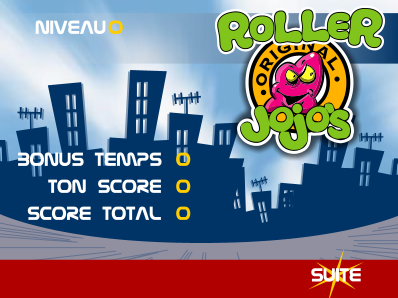 NIVEAU 0
ROLLER
ORIGINAL
JOJO'S
BONUS TEMPS 0
TON SCORE 0
SCORE TOTAL 0
SUITE